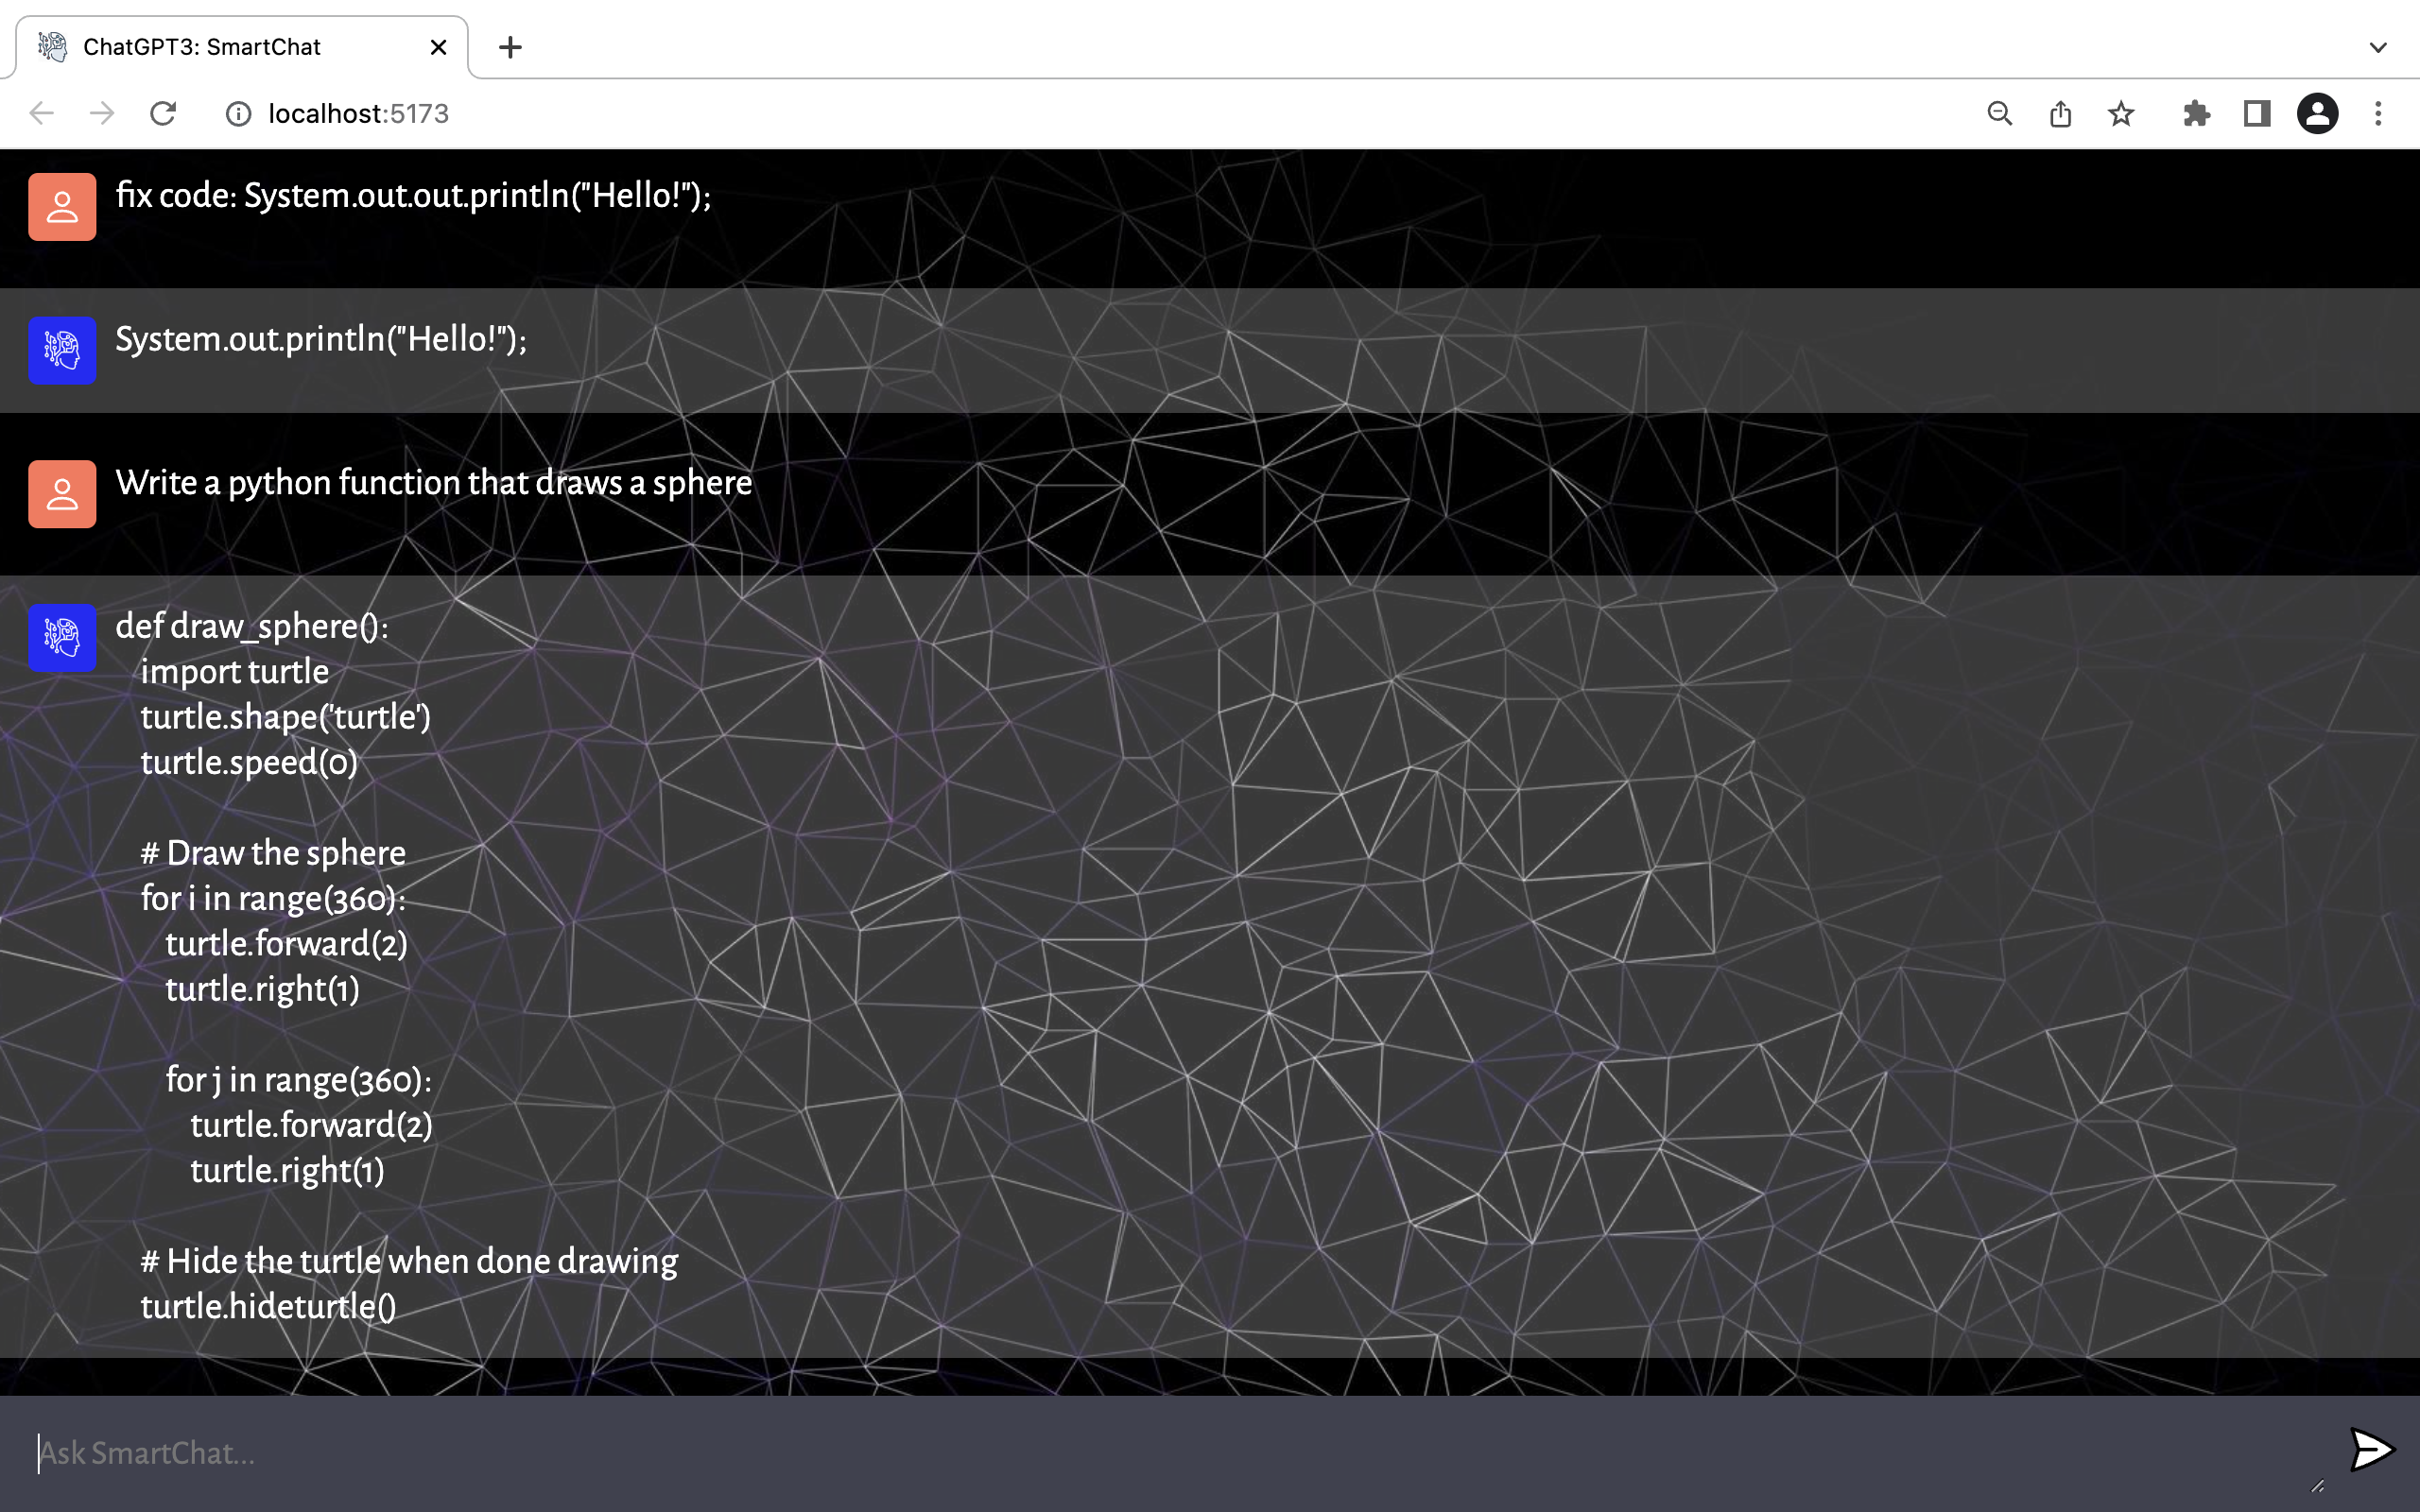 ChatGPT3: SmartChat
localhost:5173
fix code: System.out.out.println("Hello!");
System.out.println("Hello!");
Write a python function that draws a sphere
def draw_sphere():
    import turtle
    turtle.shape('turtle')
    turtle.speed(0)

    # Draw the sphere
    for i in range(360):
        turtle.forward(2)
        turtle.right(1)

        for j in range(360):
            turtle.forward(2)
            turtle.right(1)

    # Hide the turtle when done drawing
    turtle.hideturtle()
Ask SmartChat...